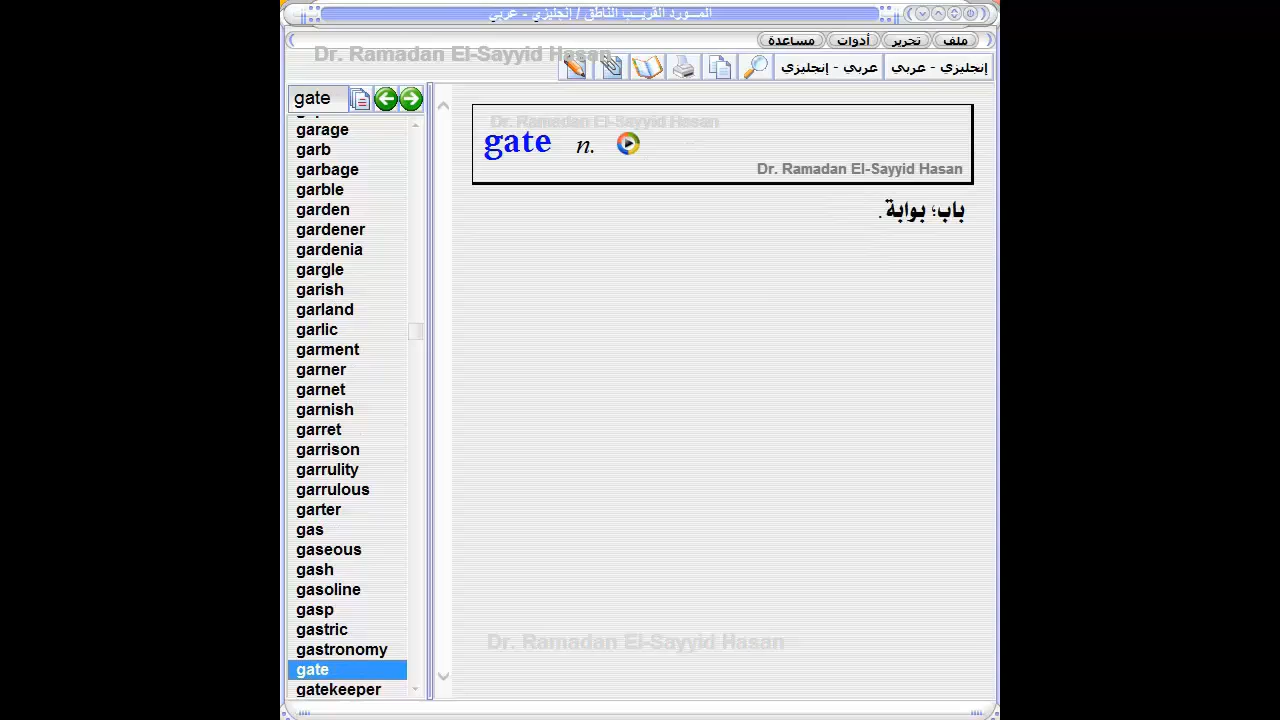 المـــورد القريـــب الناطق / إنجليزي - عربي
ملف
تحرير
أدوات
مساعدة
Dr. Ramadan El-Sayyid Hasan
إنجليزي - عربي
عربي - إنجليزي
gate
garage
garb
garbage
garble
garden
gardener
gardenia
gargle
garish
garland
garlic
garment
garner
garnet
garnish
garret
garrison
garrulity
garrulous
garter
gas
gaseous
gash
gasoline
gasp
gastric
gastronomy
gate
gatekeeper
Dr. Ramadan El-Sayyid Hasan
gate n.
Dr. Ramadan El-Sayyid Hasan
باب؛ بوابة.
Dr. Ramadan El-Sayyid Hasan